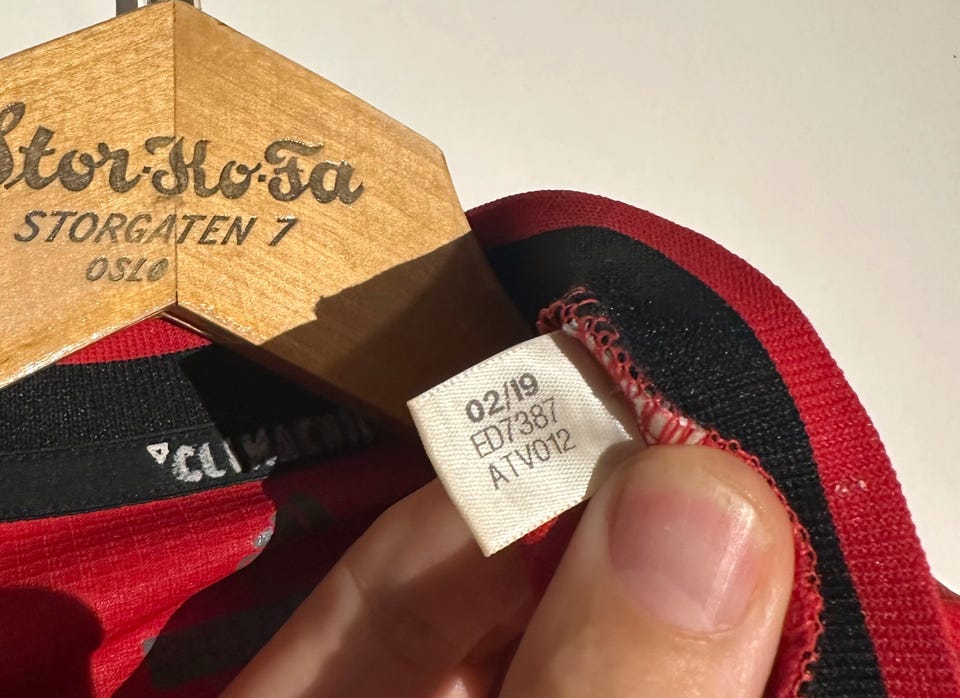 Stor-Ko-Fa
STORGATEN 7
OSLO
02/19
ED7387
ATV012